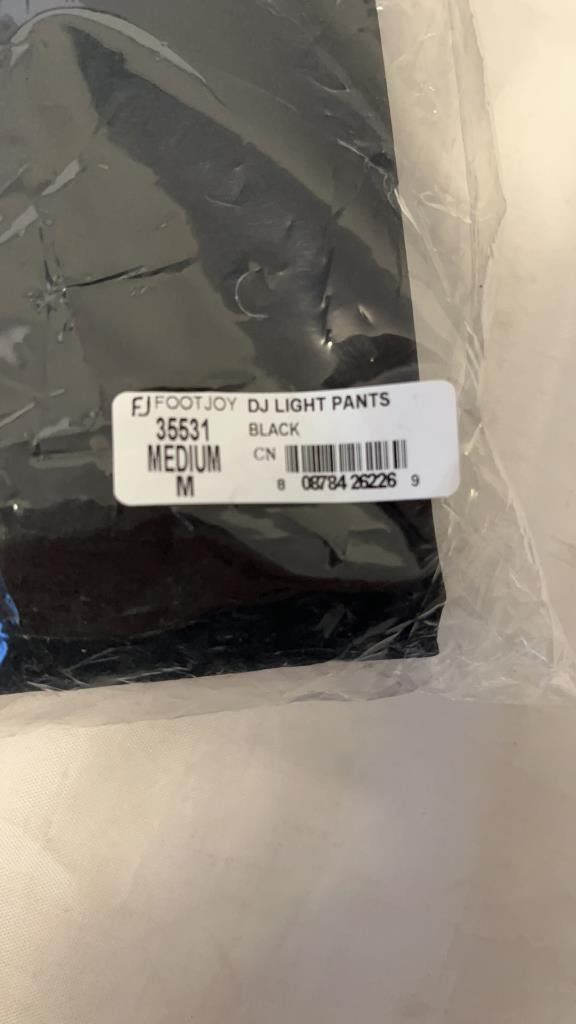 FJ FOOTJOY DJ LIGHT PANTS
35531 BLACK
MEDIUM CN
M 8 08784 26226 9